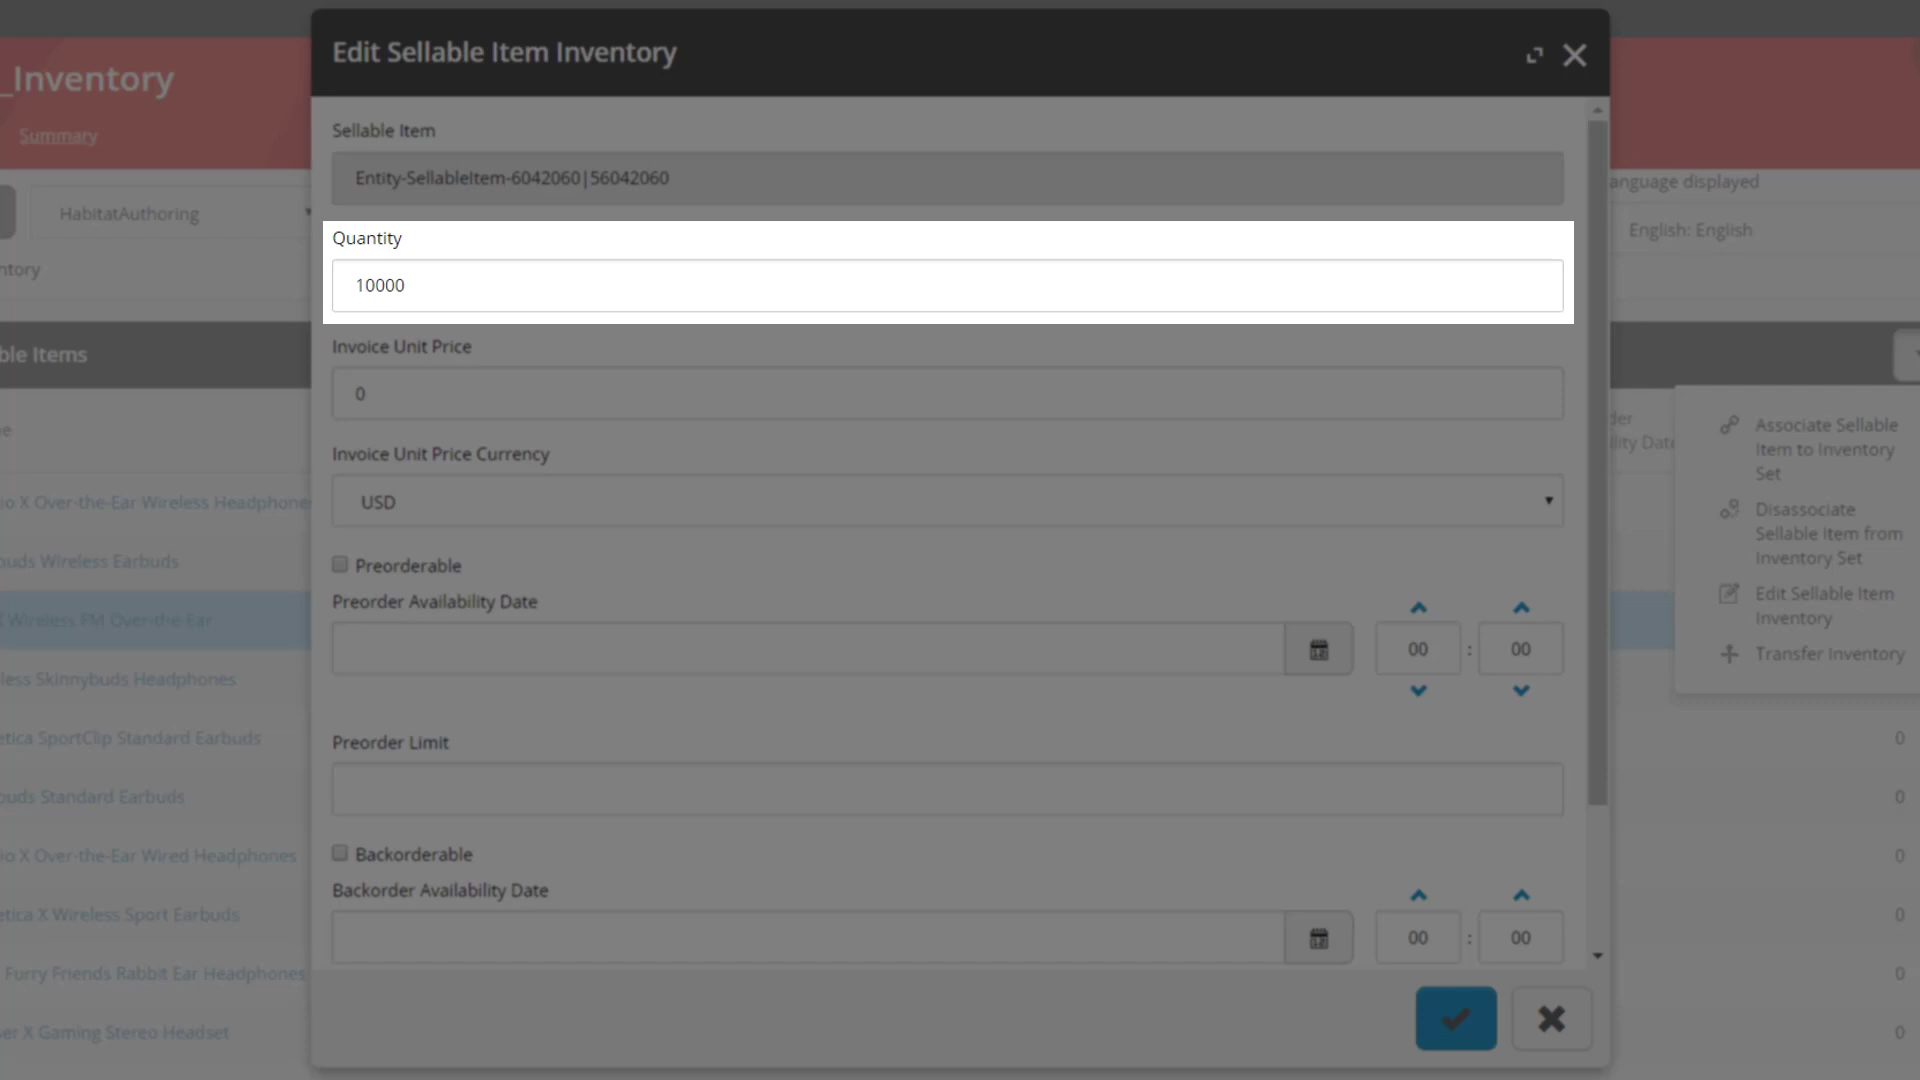 Edit Sellable Item Inventory
_Inventory
Summary
HabitatAuthoring
ntory
ble Items
e
io X Over-the-Ear Wireless Headphones
buds Wireless Earbuds
X Wireless FM Over-the-Ear
less Skinnybuds Headphones
etica SportClip Standard Earbuds
buds Standard Earbuds
io X Over-the-Ear Wired Headphones
etica X Wireless Sport Earbuds
Furry Friends Rabbit Ear Headphones
er X Gaming Stereo Headset
Sellable Item
Entity-SellableItem-6042060|56042060
Quantity
10000
Invoice Unit Price
0
Invoice Unit Price Currency
USD
Preorderable
Preorder Availability Date
00 : 00
Preorder Limit
Backorderable
Backorder Availability Date
00 : 00
anguage displayed
English: English
der
ility Date
Associate Sellable
Item to Inventory
Set
Disassociate
Sellable Item from
Inventory Set
Edit Sellable Item
Inventory
Transfer Inventory
0
0
0
0
0
0